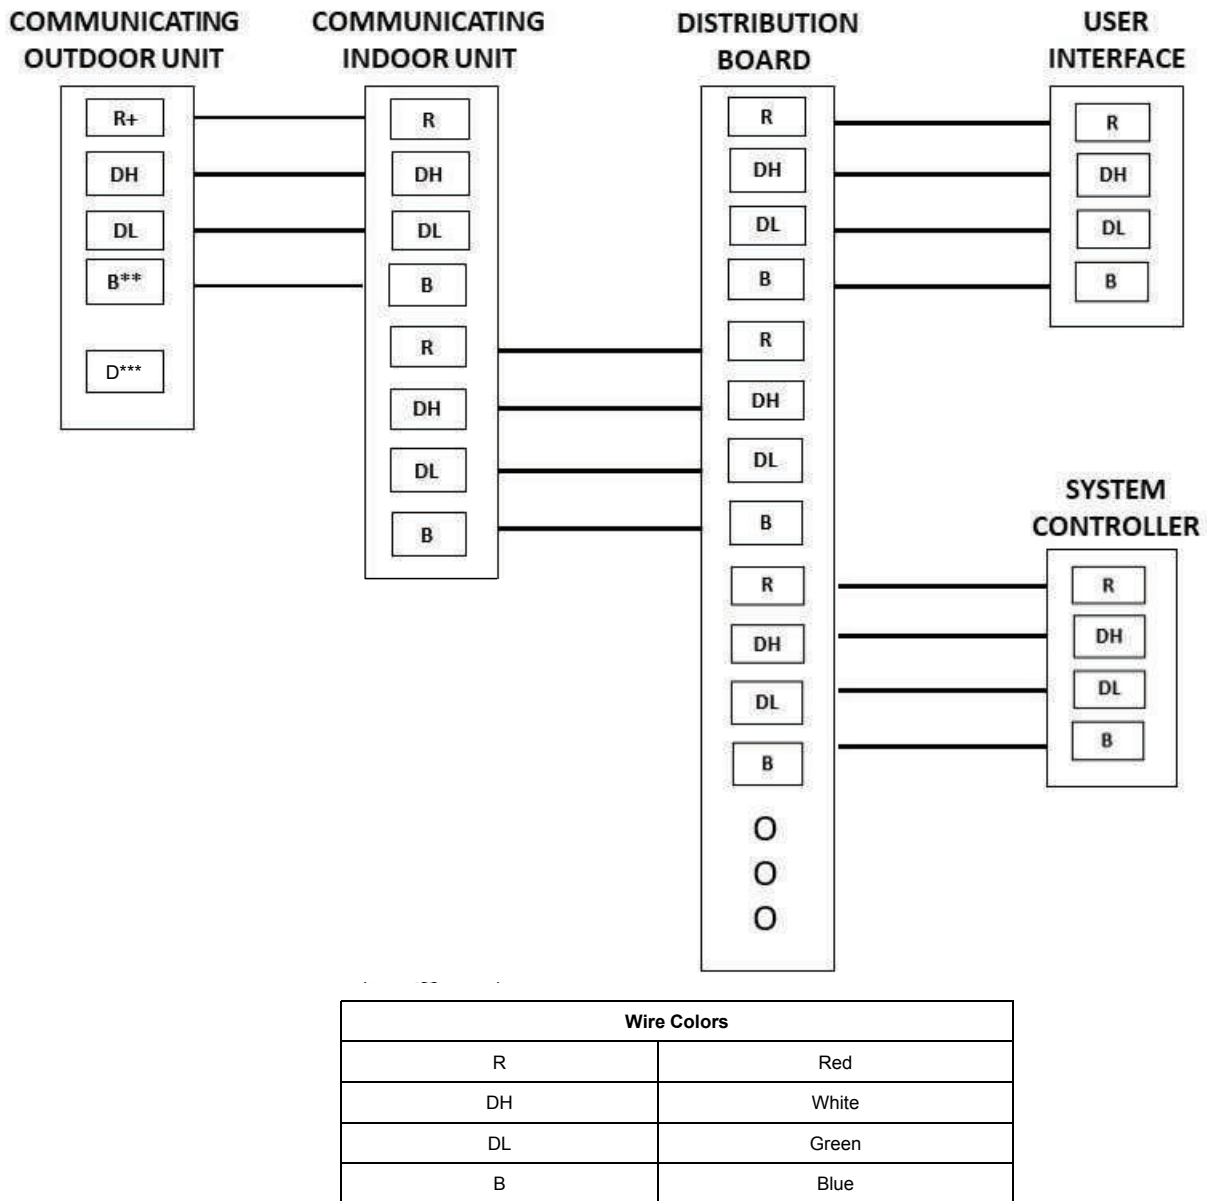 COMMUNICATING
OUTDOOR UNIT
R+
DH
DL
B**
D***
COMMUNICATING
INDOOR UNIT
R
DH
DL
B
R
DH
DL
B
DISTRIBUTION
BOARD
R
DH
DL
B
R
DH
DL
B
R
DH
DL
B
O
O
O
USER
INTERFACE
R
DH
DL
B
SYSTEM
CONTROLLER
R
DH
DL
B
Wire Colors
R Red
DH White
DL Green
B Blue